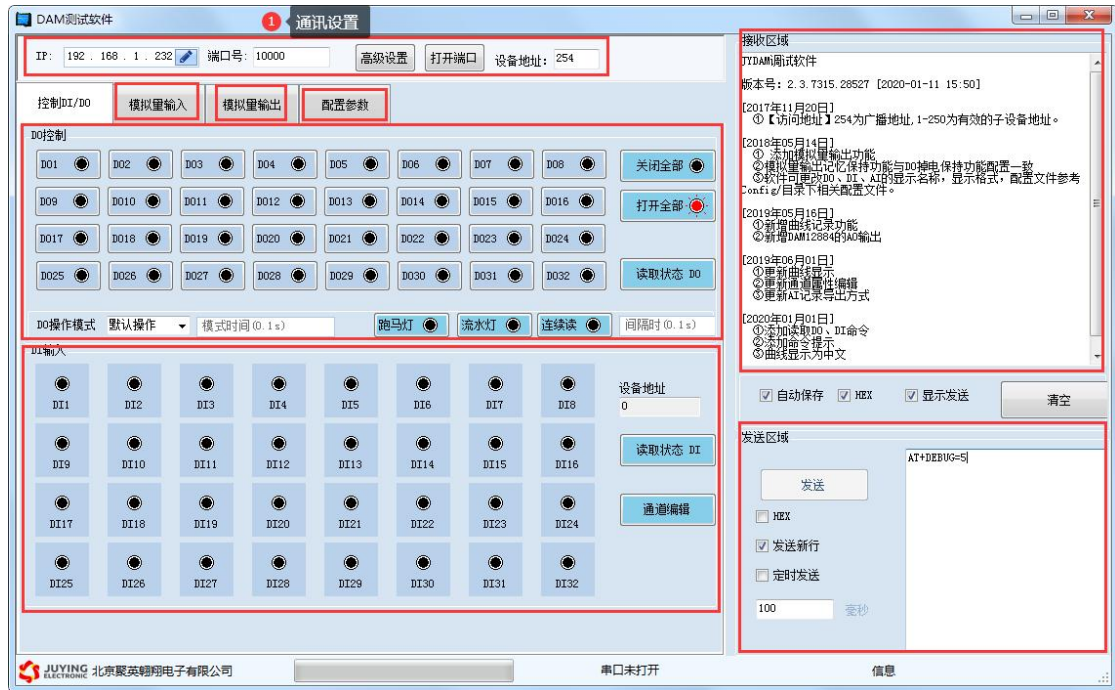 DAM测试软件
1 通讯设置
IP: 192 . 168 . 1 . 232 端口号: 10000 高级设置 打开端口 设备地址: 254
控制DI/DO 模拟量输入 模拟量输出 配置参数
DO控制
DO1 DO2 DO3 DO4 DO5 DO6 DO7 DO8 关闭全部
DO9 DO10 DO11 DO12 DO13 DO14 DO15 DO16 打开全部
DO17 DO18 DO19 DO20 DO21 DO22 DO23 DO24
DO25 DO26 DO27 DO28 DO29 DO30 DO31 DO32 读取状态 DO
DO操作模式 默认操作 模式时间(0.1s) 跑马灯 流水灯 连续读 间隔时(0.1s)
DI输入
DI1 DI2 DI3 DI4 DI5 DI6 DI7 DI8
设备地址
0
DI9 DI10 DI11 DI12 DI13 DI14 DI15 DI16
读取状态 DI
DI17 DI18 DI19 DI20 DI21 DI22 DI23 DI24
通道编辑
DI25 DI26 DI27 DI28 DI29 DI30 DI31 DI32
接收区域
JYDAM调试软件
版本号: 2.3.7315.28527 [2020-01-11 15:50]
[2017年11月20日]
①【访问地址】254为广播地址,1-250为有效的子设备地址。
[2018年05月14日]
① 添加模拟量输出功能
②模拟量输出记忆保持功能与DO掉电保持功能配置一致
③软件可更改DO、DI、AI的显示名称，显示格式，配置文件参考
Config/目录下相关配置文件。
[2019年05月16日]
①新增曲线记录功能
②新增DAM12884的AO输出
[2019年06月01日]
①更新曲线显示
②更新通道属性编辑
③更新AI记录导出方式
[2020年01月01日]
①添加读取DO、DI命令
②添加命令提示
③曲线显示为中文
自动保存 HEX 显示发送 清空
发送区域
AT+DEBUG=5
发送
HEX
发送新行
定时发送
100 毫秒
JUYING ELECTRONIC 北京聚英翱翔电子有限公司 串口未打开 信息